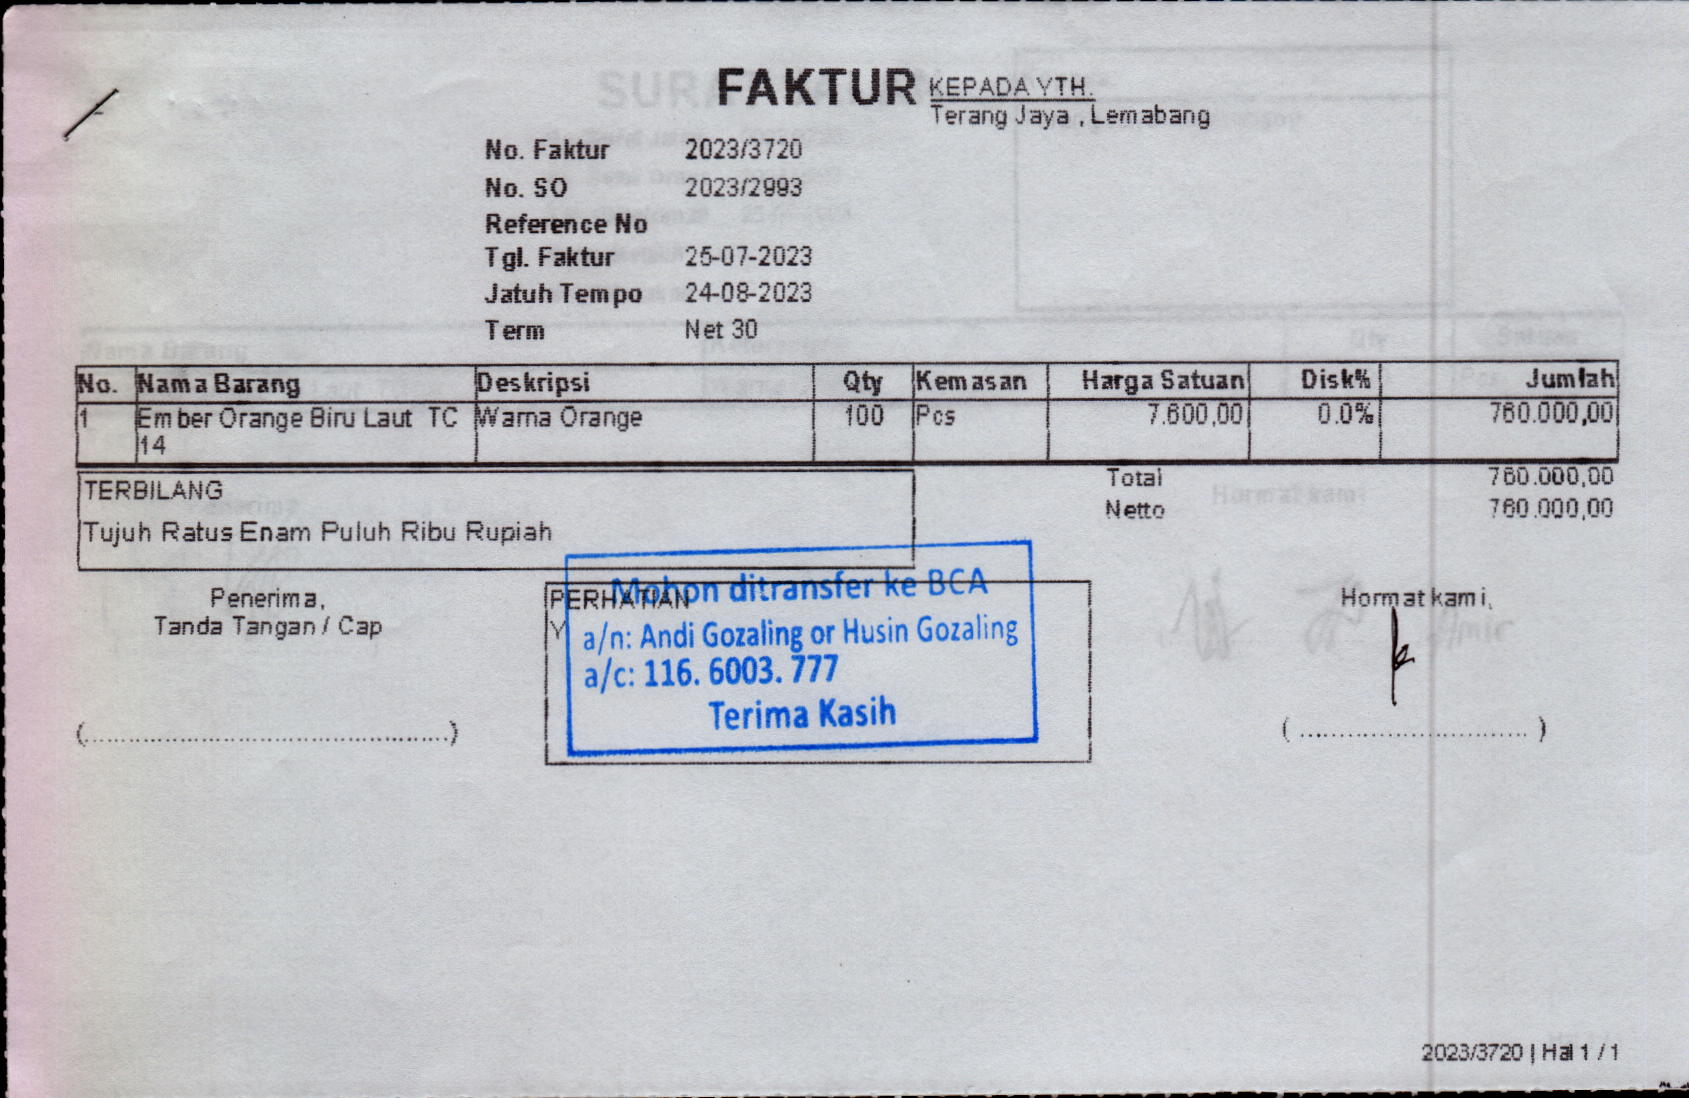 FAKTUR
KEPADA YTH.
Terang Jaya , Lemabang
No. Faktur 2023/3720
No. SO 2023/2993
Reference No
Tgl. Faktur 25-07-2023
Jatuh Tempo 24-08-2023
Term Net 30
No. Nama Barang Deskripsi Qty Kemasan Harga Satuan Disk% Jumlah
1 Ember Orange Biru Laut TC Warna Orange 100 Pcs 7.600,00 0.0% 760.000,00
14
Total 760.000,00
Netto 760.000,00
TERBILANG
Tujuh Ratus Enam Puluh Ribu Rupiah
Penerima,
Tanda Tangan / Cap
(................................................)
PERHATIAN
Y
Mohon ditransfer ke BCA
a/n: Andi Gozaling or Husin Gozaling
a/c: 116. 6003. 777
Terima Kasih
Hormat kami,
( .............................. )
2023/3720 | Hal 1 / 1